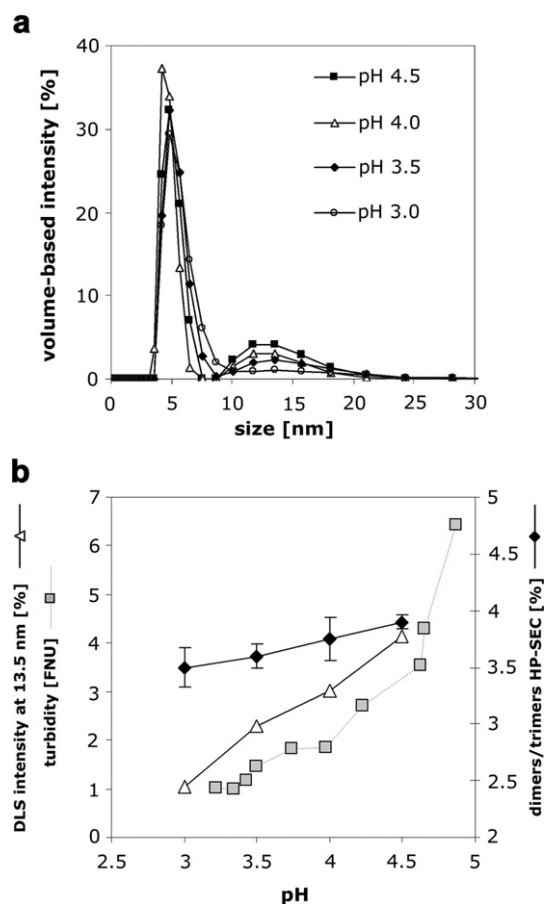 a
volume-based intensity [%]
40
30
20
10
0
0 5 10 15 20 25 30
size [nm]
pH 4.5
pH 4.0
pH 3.5
pH 3.0
b
DLS intensity at 13.5 nm [%]
turbidity [FNU]
7
6
5
4
3
2
1
0
2.5 3 3.5 4 4.5 5
pH
5
4.5
4
3.5
3
2.5
2
dimers/trimers HP-SEC [%]